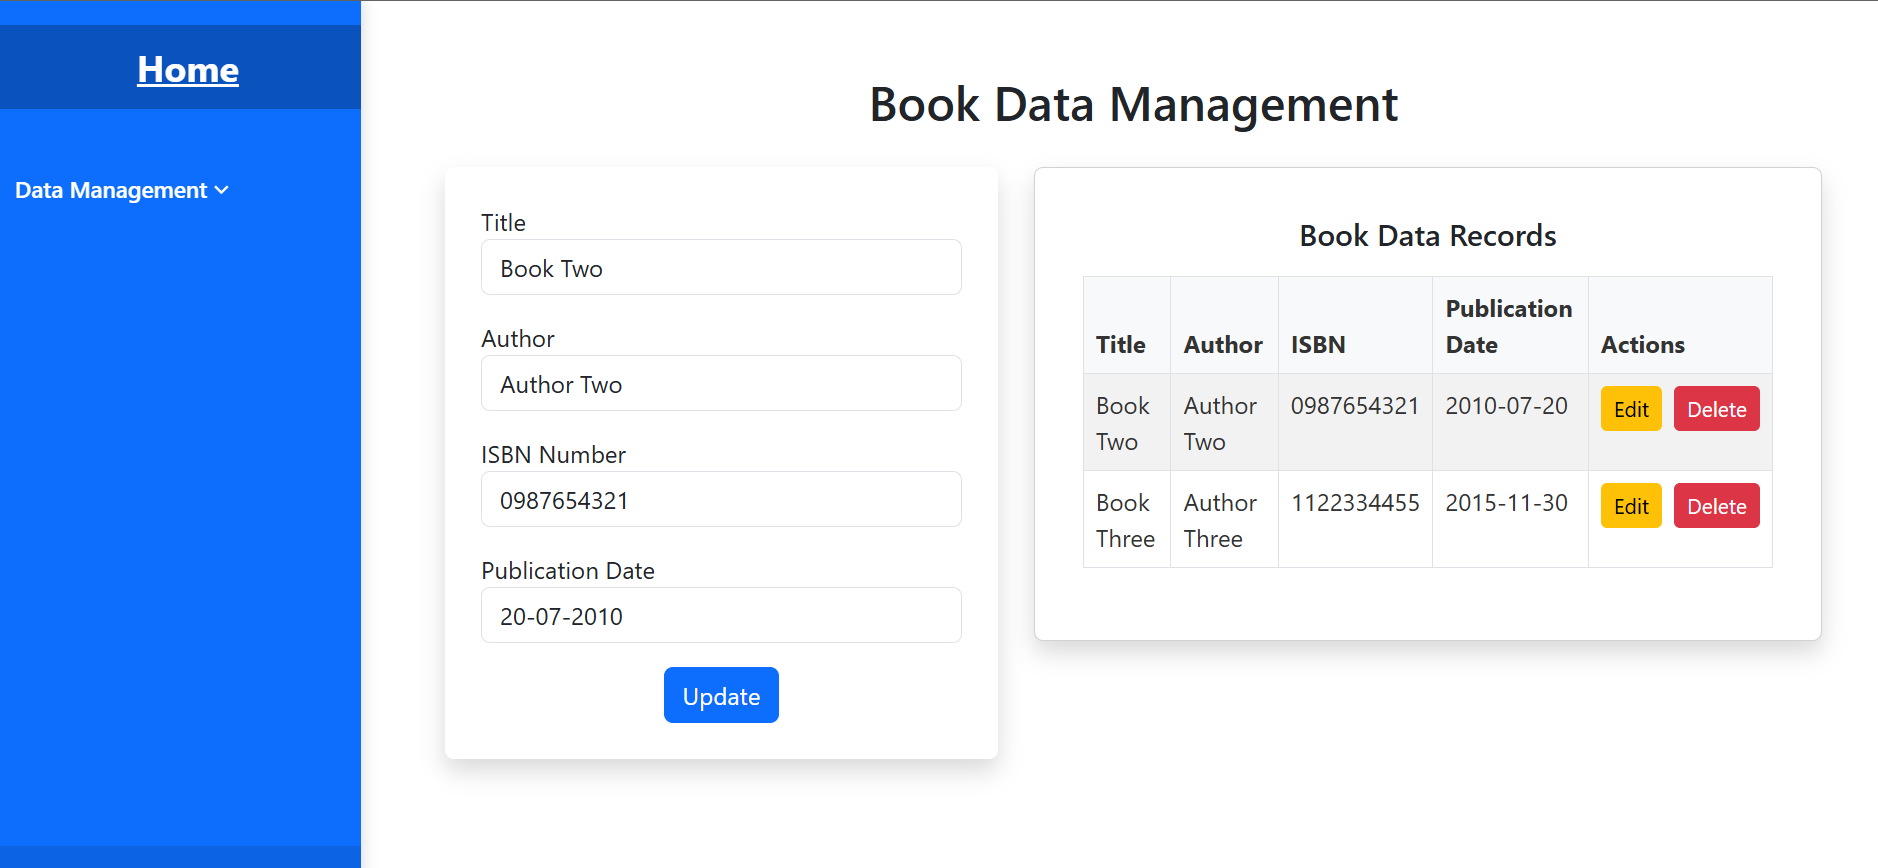 Home
Data Management
Book Data Management
Title
Book Two
Author
Author Two
ISBN Number
0987654321
Publication Date
20-07-2010
Update
Book Data Records
Title Author ISBN Publication Date Actions
Book Two Author Two 0987654321 2010-07-20 Edit Delete
Book Three Author Three 1122334455 2015-11-30 Edit Delete